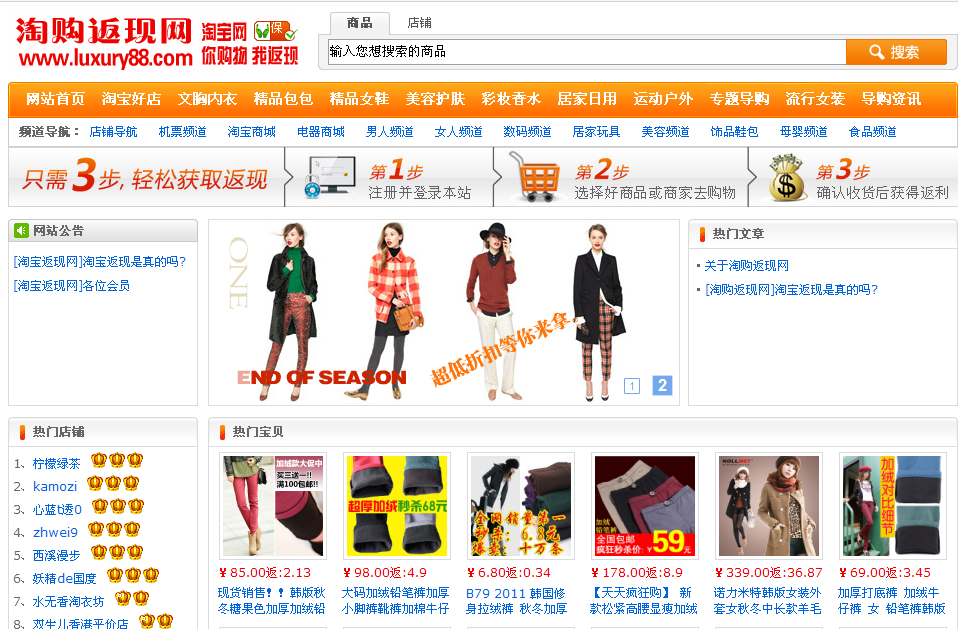 淘购返现网
www.luxury88.com
淘宝网 保
你购物 我返现
商品 店铺
输入您想搜索的商品
搜索
网站首页 淘宝好店 文胸内衣 精品包包 精品女鞋 美容护肤 彩妆香水 居家日用 运动户外 专题导购 流行女装 导购资讯
频道导航： 店铺导航 机票频道 淘宝商城 电器商城 男人频道 女人频道 数码频道 居家玩具 美容频道 饰品鞋包 母婴频道 食品频道
只需3步, 轻松获取返现
第1步
注册并登录本站
第2步
选择好商品或商家去购物
第3步
确认收货后获得返利
网站公告
[淘宝返现网]淘宝返现是真的吗?
[淘宝返现网]各位会员
ONE
END OF SEASON
超低折扣等你来拿。
1 2
热门文章
关于淘购返现网
[淘购返现网]淘宝返现是真的吗?
热门店铺
1、柠檬绿茶
2、kamozi
3、心蓝t透0
4、zhwei9
5、西溪漫步
6、妖精de国度
7、水无香淘衣坊
8、双生儿香港平价店
热门宝贝
加绒款大促中
买三送一!!
满100包邮!!
超厚加绒秒杀68元
全网销量第一
秒杀:6.8元
爆6十万条
加绒
铅笔裤
全国包邮
疯狂秒杀价:¥59元
加绒对比细节
¥ 85.00返:2.13
现货销售！！韩版秋
冬糖果色加厚加绒铅
¥ 98.00返:4.9
大码加绒铅笔裤加厚
小脚裤靴裤加棉牛仔
¥ 6.80返:0.34
B79 2011 韩国修
身拉绒裤 秋冬加厚
¥ 178.00返:8.9
【天天疯狂购】 新
款松紧高腰显瘦加绒
¥ 339.00返:36.87
诺力米特韩版女装外
套女秋冬中长款羊毛
¥ 69.00返:3.45
加厚打底裤 加绒牛
仔裤 女 铅笔裤韩版